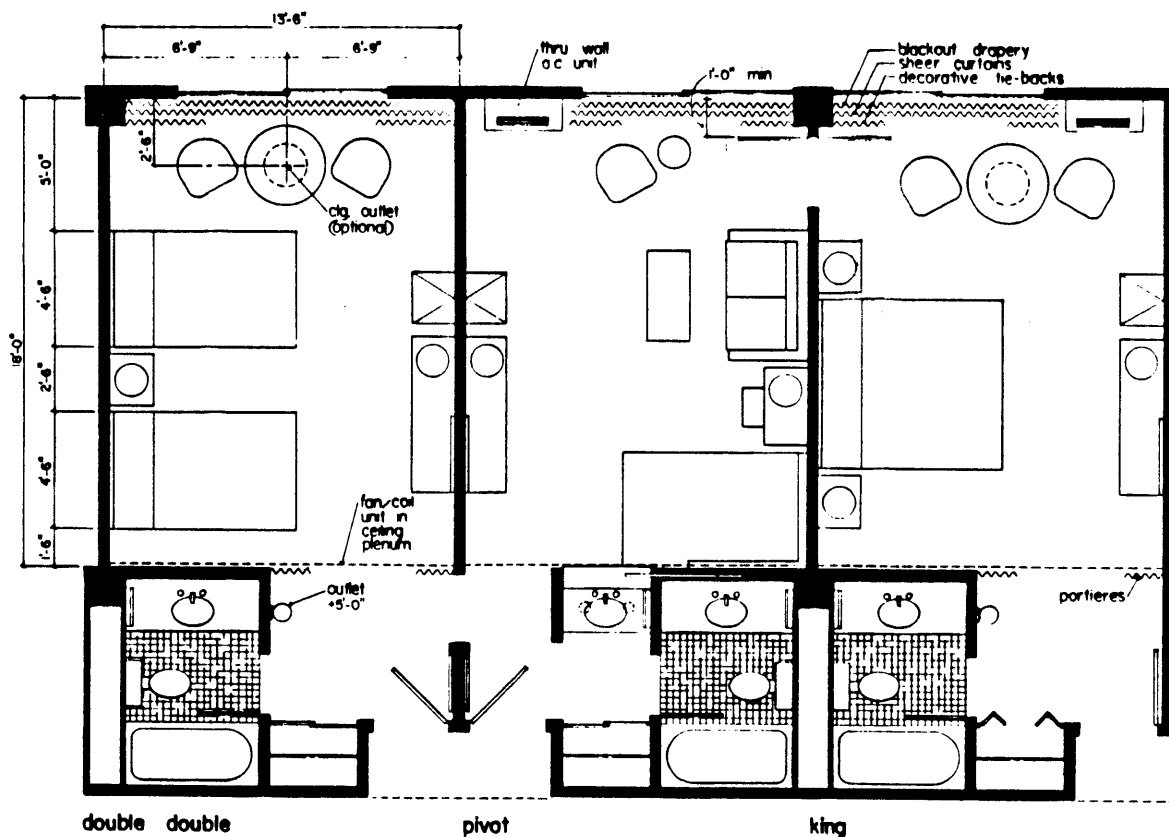 13'-6"
6'-9" 6'-9"
thru wall
a.c unit
1'-0" min
blackout drapery
sheer curtains
decorative tie-backs
2'-6"
5'-0"
clg. outlet
(optional)
4'-6"
18'-0"
2'-6"
4'-6"
fan/coil
unit in
ceiling
plenum
1'-6"
outlet
+5'-0"
portieres
double double
pivot
king